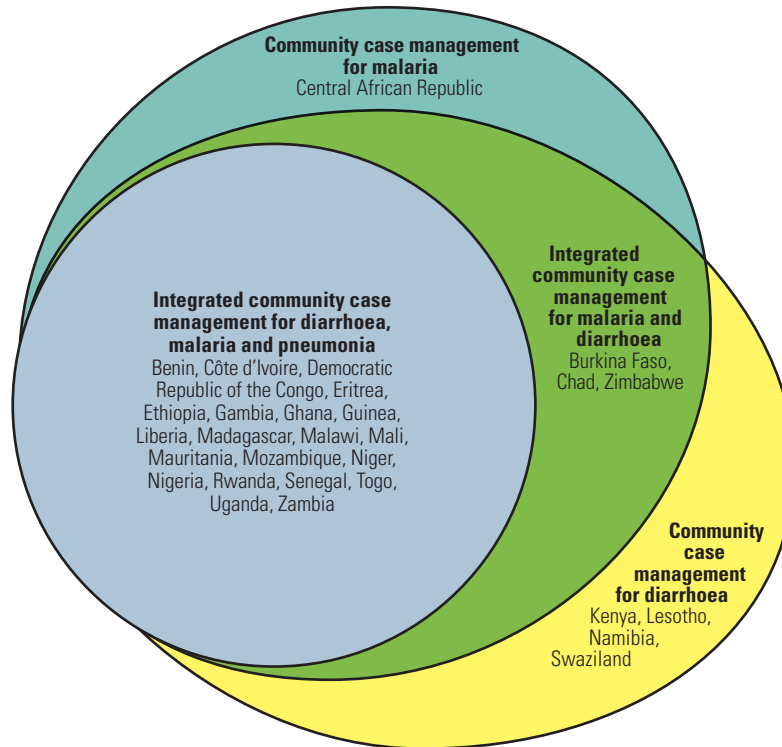 Community case management
for malaria
Central African Republic
Integrated
community case
management
for malaria and
diarrhoea
Burkina Faso,
Chad, Zimbabwe
Integrated community case
management for diarrhoea,
malaria and pneumonia
Benin, Côte d’Ivoire, Democratic
Republic of the Congo, Eritrea,
Ethiopia, Gambia, Ghana, Guinea,
Liberia, Madagascar, Malawi, Mali,
Mauritania, Mozambique, Niger,
Nigeria, Rwanda, Senegal, Togo,
Uganda, Zambia
Community
case
management
for diarrhoea
Kenya, Lesotho,
Namibia,
Swaziland